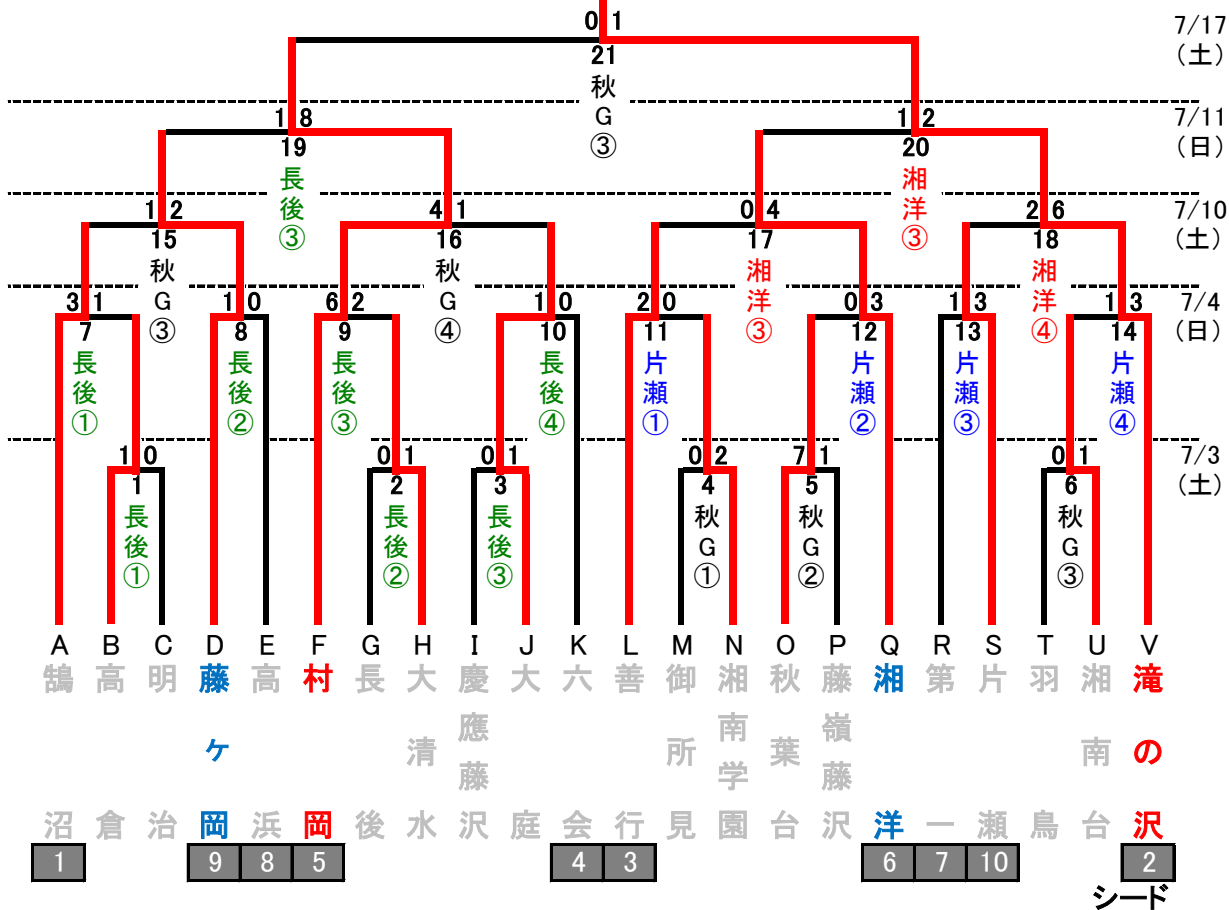 0 1
7/17
(土)
21
秋G③
1 8
1 2
7/11
(日)
19
長後③
20
湘洋③
1 2
4 1
0 4
2 6
7/10
(土)
15
秋G③
16
秋G④
17
湘洋③
18
湘洋④
3 1
1 0
6 2
1 0
2 0
0 3
1 3
1 3
7/4
(日)
7
長後①
8
長後②
9
長後③
10
長後④
11
片瀬①
12
片瀬②
13
片瀬③
14
片瀬④
1 0
0 1
0 1
0 2
7 1
0 1
7/3
(土)
1
長後①
2
長後②
3
長後③
4
秋G①
5
秋G②
6
秋G③
A B C D E F G H I J K L M N O P Q R S T U V
鵠沼
高倉
明治
藤ヶ岡
高浜
村岡
長後
大清水
慶應藤沢
大庭
六会
善行
御所見
湘南学園
秋葉台
藤嶺藤沢
湘洋
第一
片瀬
羽鳥
湘南台
滝の沢
1 9 8 5 4 3 6 7 10 2
シード